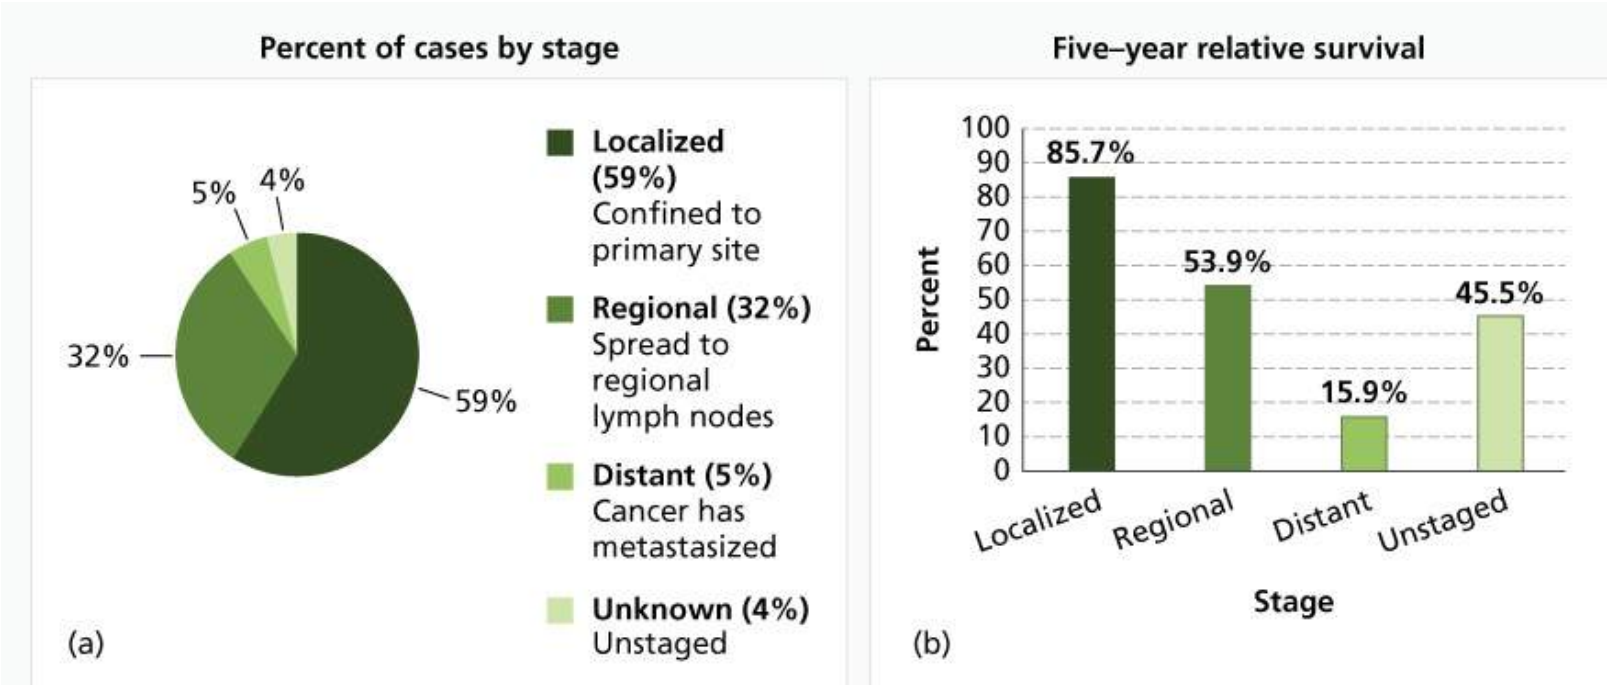 Percent of cases by stage
5%
4%
32%
59%
Localized
(59%)
Confined to
primary site
Regional (32%)
Spread to
regional
lymph nodes
Distant (5%)
Cancer has
metastasized
Unknown (4%)
Unstaged
(a)
Five–year relative survival
Percent
100
90
80
70
60
50
40
30
20
10
0
85.7%
53.9%
15.9%
45.5%
Localized
Regional
Distant
Unstaged
Stage
(b)